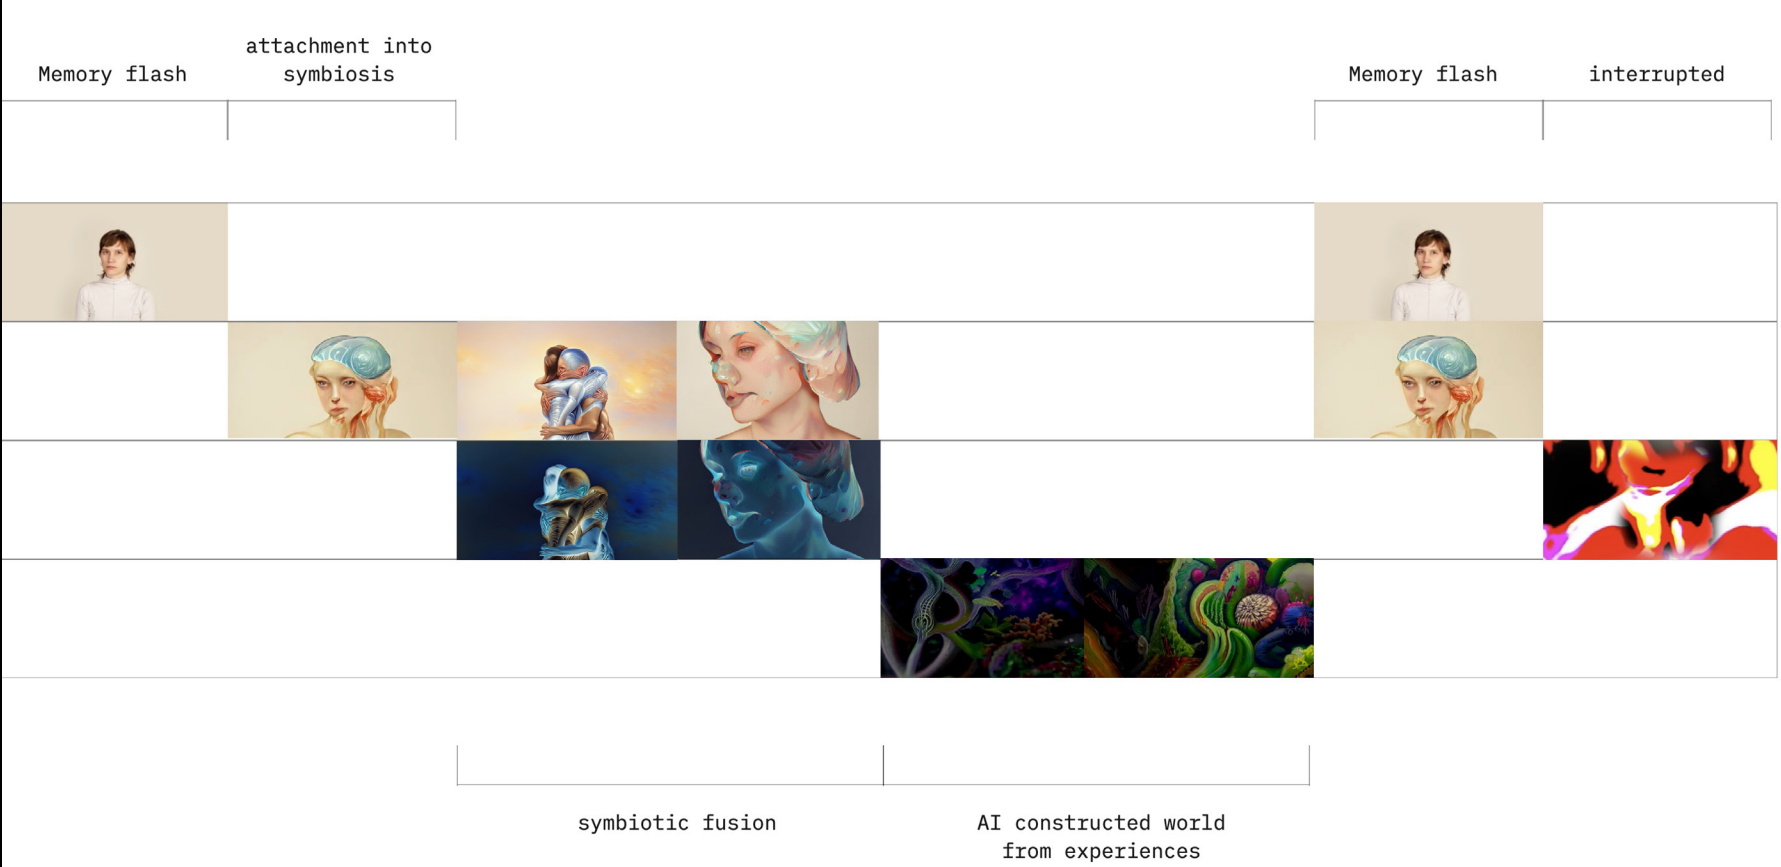 Memory flash
attachment into
symbiosis
Memory flash
interrupted
symbiotic fusion
AI constructed world
from experiences